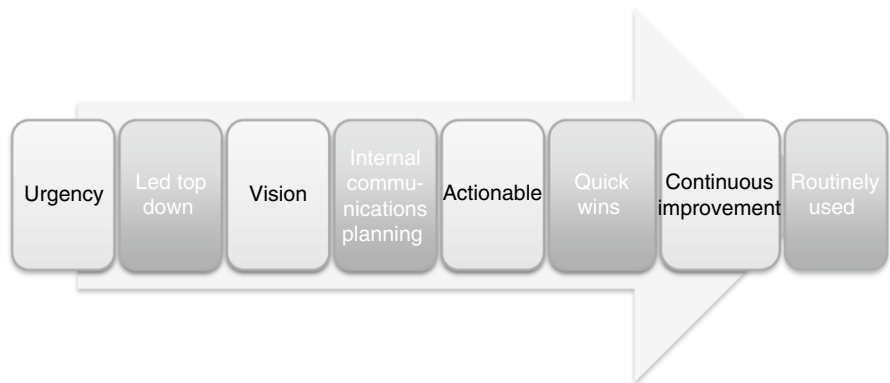 Urgency
Led top
down
Vision
Internal
commu-
nications
planning
Actionable
Quick
wins
Continuous
improvement
Routinely
used